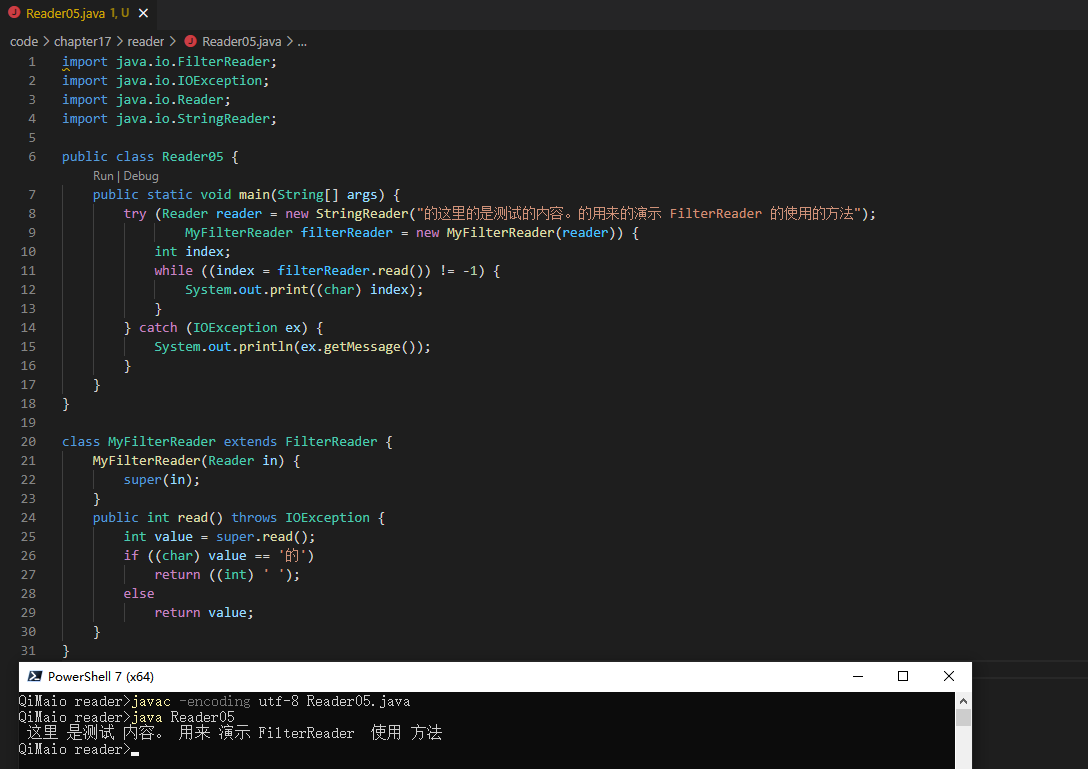 Reader05.java 1, U
code > chapter17 > reader > Reader05.java > ...
1 import java.io.FilterReader;
2 import java.io.IOException;
3 import java.io.Reader;
4 import java.io.StringReader;
5
6 public class Reader05 {
Run | Debug
7 public static void main(String[] args) {
8 try (Reader reader = new StringReader("的这里的是测试的内容。的用来的演示 FilterReader 的使用的方法");
9 MyFilterReader filterReader = new MyFilterReader(reader)) {
10 int index;
11 while ((index = filterReader.read()) != -1) {
12 System.out.print((char) index);
13 }
14 } catch (IOException ex) {
15 System.out.println(ex.getMessage());
16 }
17 }
18 }
19
20 class MyFilterReader extends FilterReader {
21 MyFilterReader(Reader in) {
22 super(in);
23 }
24 public int read() throws IOException {
25 int value = super.read();
26 if ((char) value == '的')
27 return ((int) ' ');
28 else
29 return value;
30 }
31 }
PowerShell 7 (x64)
QiMaio reader>javac -encoding utf-8 Reader05.java
QiMaio reader>java Reader05
 这里 是测试 内容。 用来 演示 FilterReader  使用 方法
QiMaio reader>